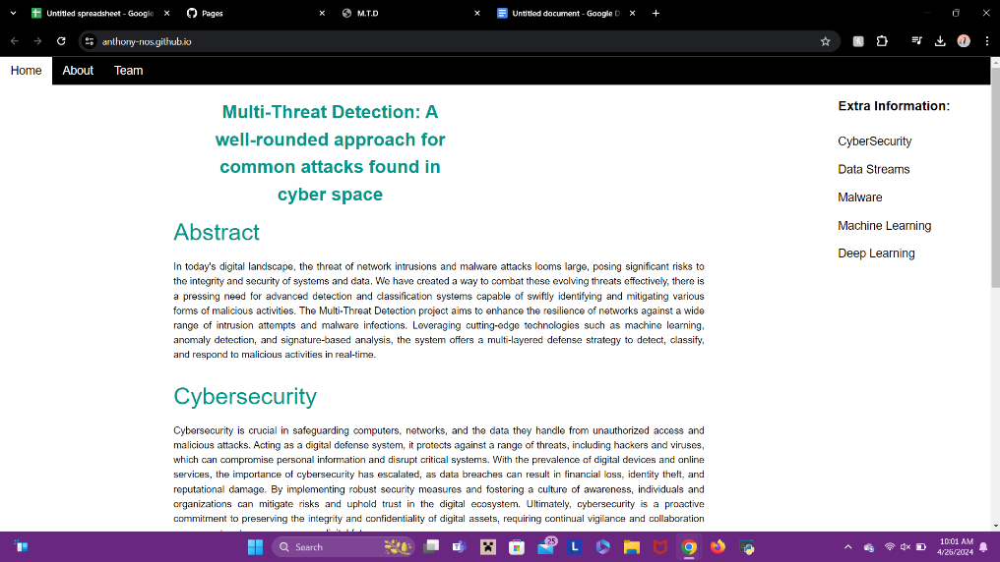 Untitled spreadsheet - Google
Pages
M.T.D
Untitled document - Google D
anthony-nos.github.io
Home About Team
Multi-Threat Detection: A
well-rounded approach for
common attacks found in
cyber space
Abstract
In today's digital landscape, the threat of network intrusions and malware attacks looms large, posing significant risks to
the integrity and security of systems and data. We have created a way to combat these evolving threats effectively, there is
a pressing need for advanced detection and classification systems capable of swiftly identifying and mitigating various
forms of malicious activities. The Multi-Threat Detection project aims to enhance the resilience of networks against a wide
range of intrusion attempts and malware infections. Leveraging cutting-edge technologies such as machine learning,
anomaly detection, and signature-based analysis, the system offers a multi-layered defense strategy to detect, classify,
and respond to malicious activities in real-time.
Cybersecurity
Cybersecurity is crucial in safeguarding computers, networks, and the data they handle from unauthorized access and
malicious attacks. Acting as a digital defense system, it protects against a range of threats, including hackers and viruses,
which can compromise personal information and disrupt critical systems. With the prevalence of digital devices and online
services, the importance of cybersecurity has escalated, as data breaches can result in financial loss, identity theft, and
reputational damage. By implementing robust security measures and fostering a culture of awareness, individuals and
organizations can mitigate risks and uphold trust in the digital ecosystem. Ultimately, cybersecurity is a proactive
commitment to preserving the integrity and confidentiality of digital assets, requiring continual vigilance and collaboration
Extra Information:
CyberSecurity
Data Streams
Malware
Machine Learning
Deep Learning
Search
25
L
10:01 AM
4/26/2024